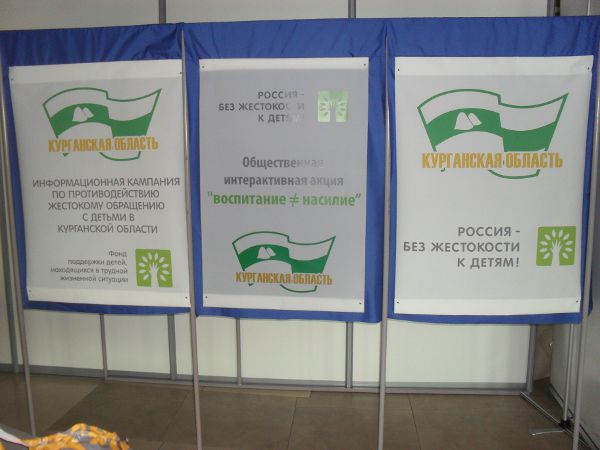 КУРГАНСКАЯ ОБЛАСТЬ
ИНФОРМАЦИОННАЯ КАМПАНИЯ
ПО ПРОТИВОДЕЙСТВИЮ
ЖЕСТОКОМУ ОБРАЩЕНИЮ
С ДЕТЬМИ В
КУРГАНСКОЙ ОБЛАСТИ
Фонд
поддержки детей,
находящихся в трудной
жизненной ситуации
РОССИЯ -
БЕЗ ЖЕСТОКОСТИ
К ДЕТЯМ!
Общественная
интерактивная акция
"воспитание ≠ насилие"
КУРГАНСКАЯ ОБЛАСТЬ
КУРГАНСКАЯ ОБЛАСТЬ
РОССИЯ -
БЕЗ ЖЕСТОКОСТИ
К ДЕТЯМ!